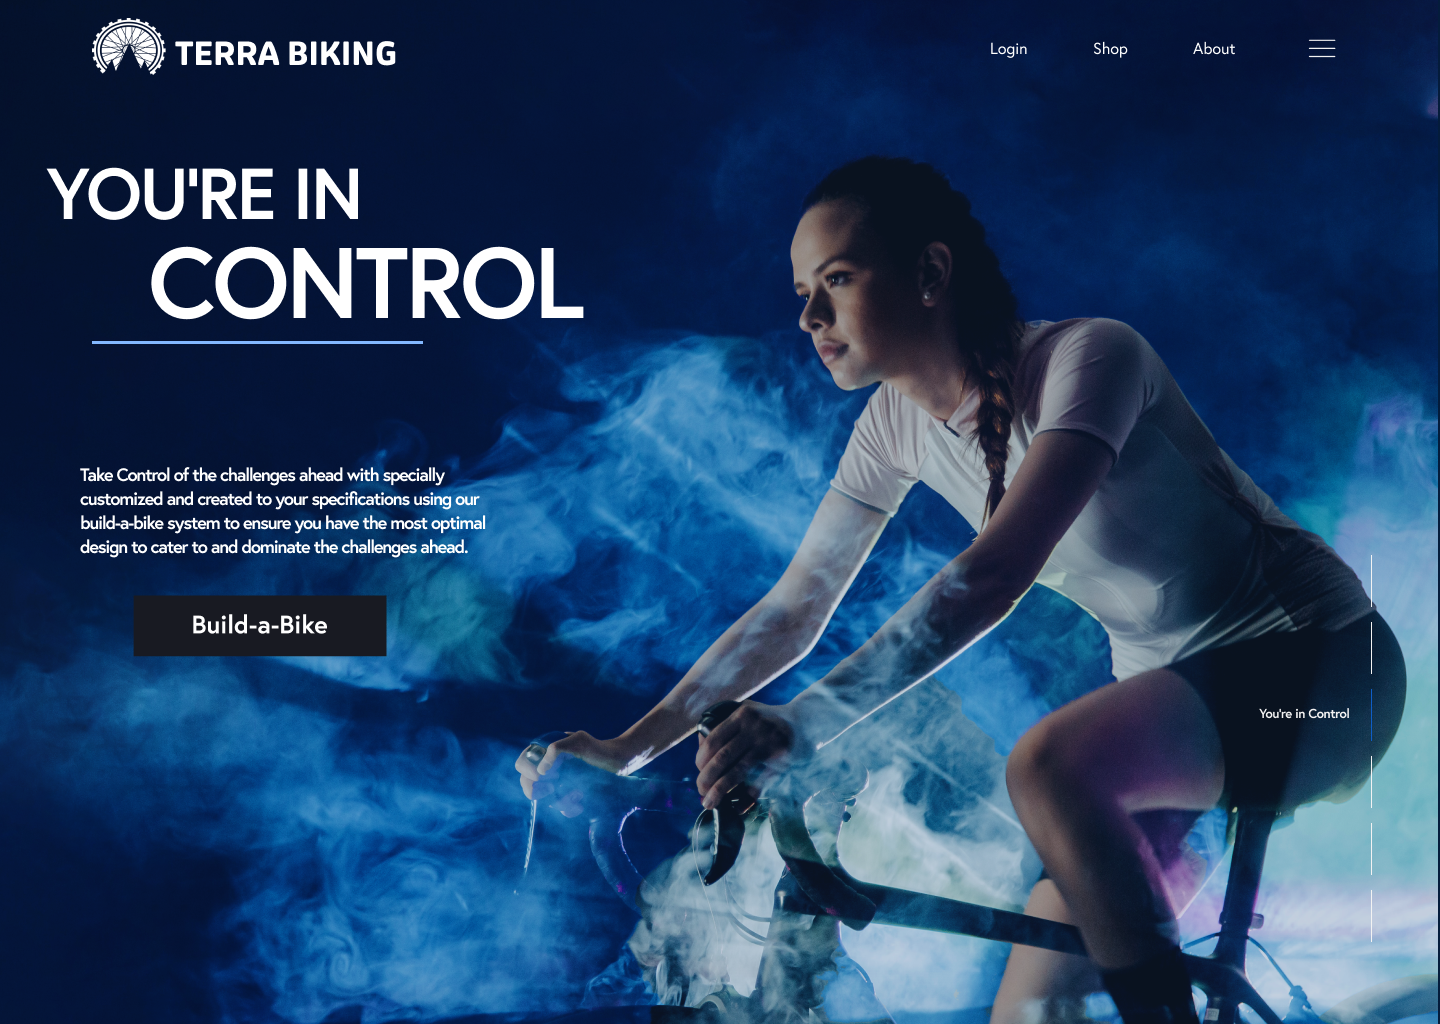 TERRA BIKING
Login
Shop
About
YOU'RE IN
CONTROL
Take Control of the challenges ahead with specially
customized and created to your specifications using our
build-a-bike system to ensure you have the most optimal
design to cater to and dominate the challenges ahead.
Build-a-Bike
You're in Control